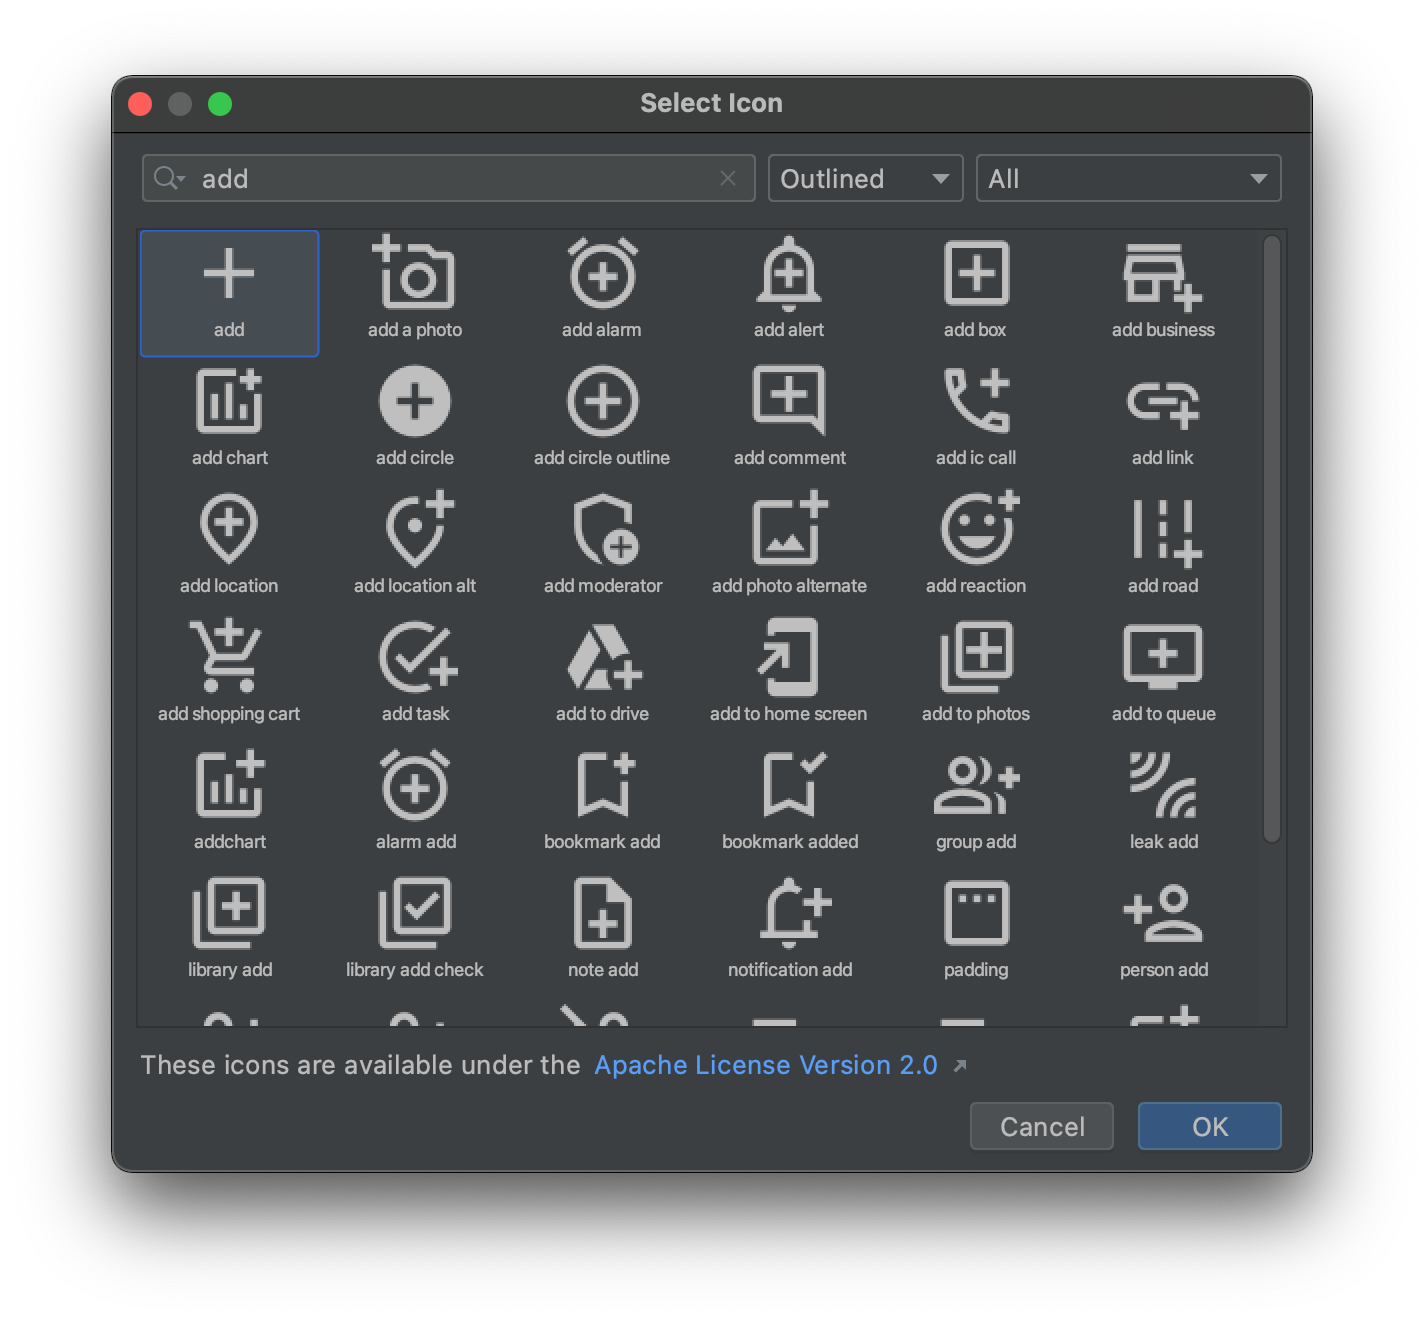 Select Icon
add
Outlined
All
add
add a photo
add alarm
add alert
add box
add business
add chart
add circle
add circle outline
add comment
add ic call
add link
add location
add location alt
add moderator
add photo alternate
add reaction
add road
add shopping cart
add task
add to drive
add to home screen
add to photos
add to queue
addchart
alarm add
bookmark add
bookmark added
group add
leak add
library add
library add check
note add
notification add
padding
person add
These icons are available under the Apache License Version 2.0
Cancel
OK